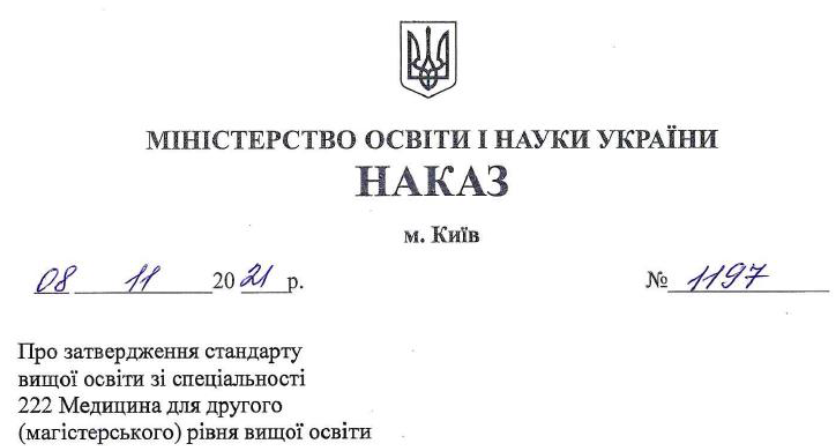 МІНІСТЕРСТВО ОСВІТИ І НАУКИ УКРАЇНИ
НАКАЗ
м. Київ
08 11 2021 р. № 1197
Про затвердження стандарту
вищої освіти зі спеціальності
222 Медицина для другого
(магістерського) рівня вищої освіти